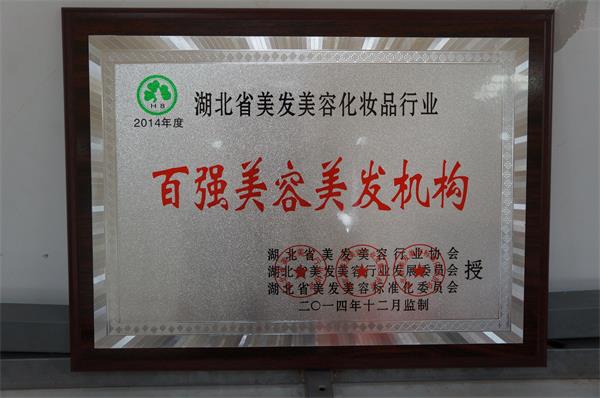 HB
2014年度
湖北省美发美容化妆品行业
百强美容美发机构
湖北省美发美容行业协会
湖北省美发美容行业发展委员会
湖北省美发美容标准化委员会
授
二〇一四年十二月监制